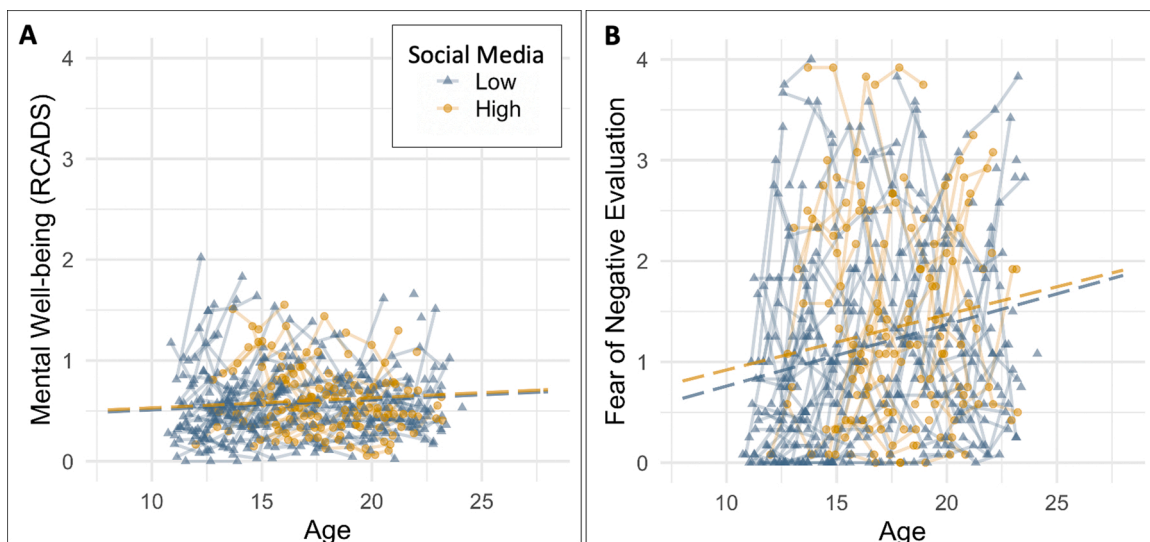 A
Social Media
Low
High
Mental Well-being (RCADS)
4
3
2
1
0
10 15 20 25
Age
B
Fear of Negative Evaluation
4
3
2
1
0
10 15 20 25
Age